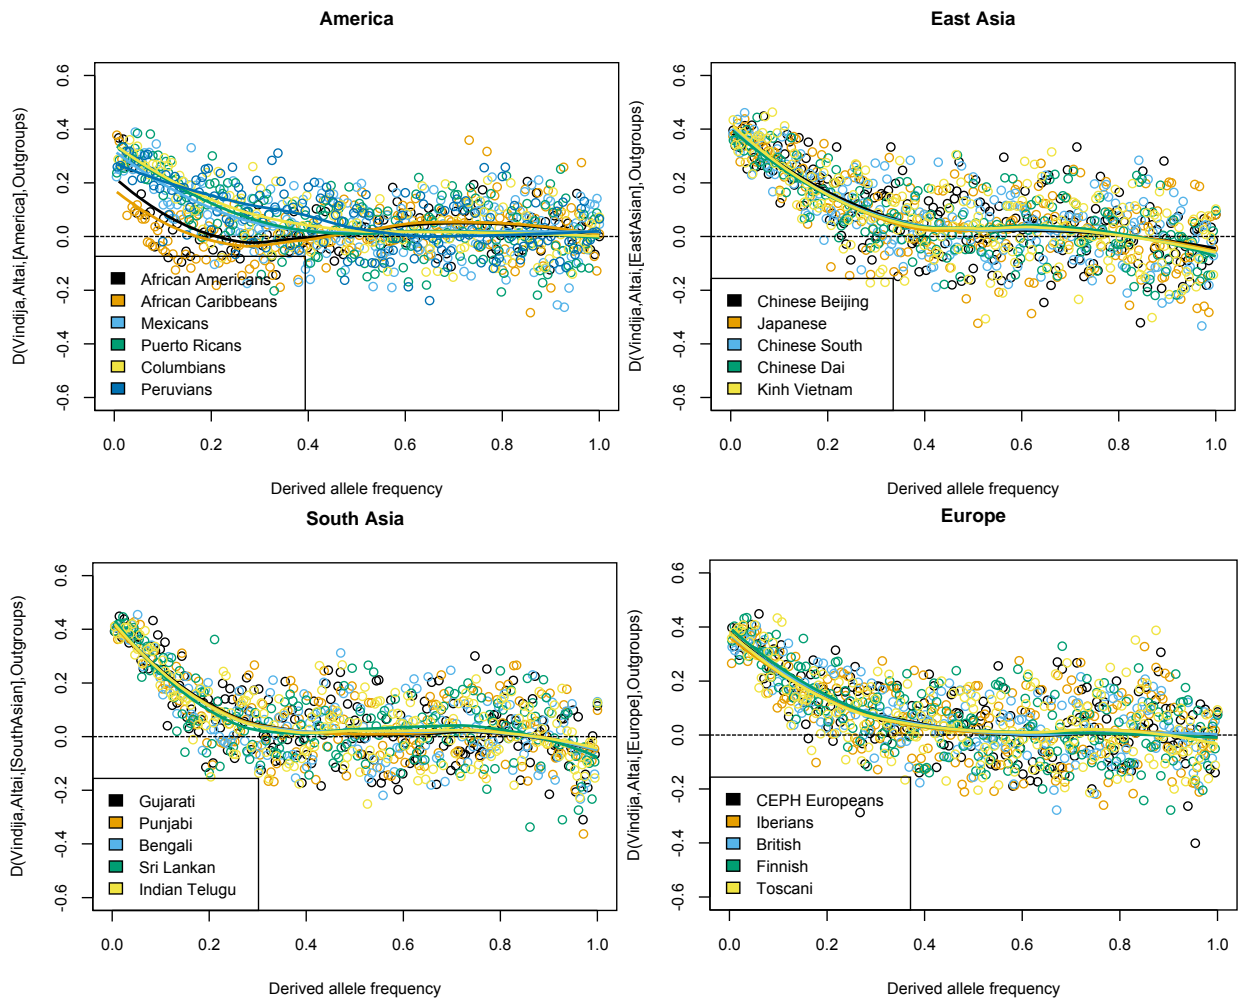 America
D(Vindija,Altai,[America],Outgroups)
0.6
0.4
0.2
0.0
-0.2
-0.4
-0.6
African Americans
African Caribbeans
Mexicans
Puerto Ricans
Columbians
Peruvians
0.0 0.2 0.4 0.6 0.8 1.0
Derived allele frequency
East Asia
D(Vindija,Altai,[EastAsian],Outgroups)
0.6
0.4
0.2
0.0
-0.2
-0.4
-0.6
Chinese Beijing
Japanese
Chinese South
Chinese Dai
Kinh Vietnam
0.0 0.2 0.4 0.6 0.8 1.0
Derived allele frequency
South Asia
D(Vindija,Altai,[SouthAsian],Outgroups)
0.6
0.4
0.2
0.0
-0.2
-0.4
-0.6
Gujarati
Punjabi
Bengali
Sri Lankan
Indian Telugu
0.0 0.2 0.4 0.6 0.8 1.0
Derived allele frequency
Europe
D(Vindija,Altai,[Europe],Outgroups)
0.6
0.4
0.2
0.0
-0.2
-0.4
-0.6
CEPH Europeans
Iberians
British
Finnish
Toscani
0.0 0.2 0.4 0.6 0.8 1.0
Derived allele frequency